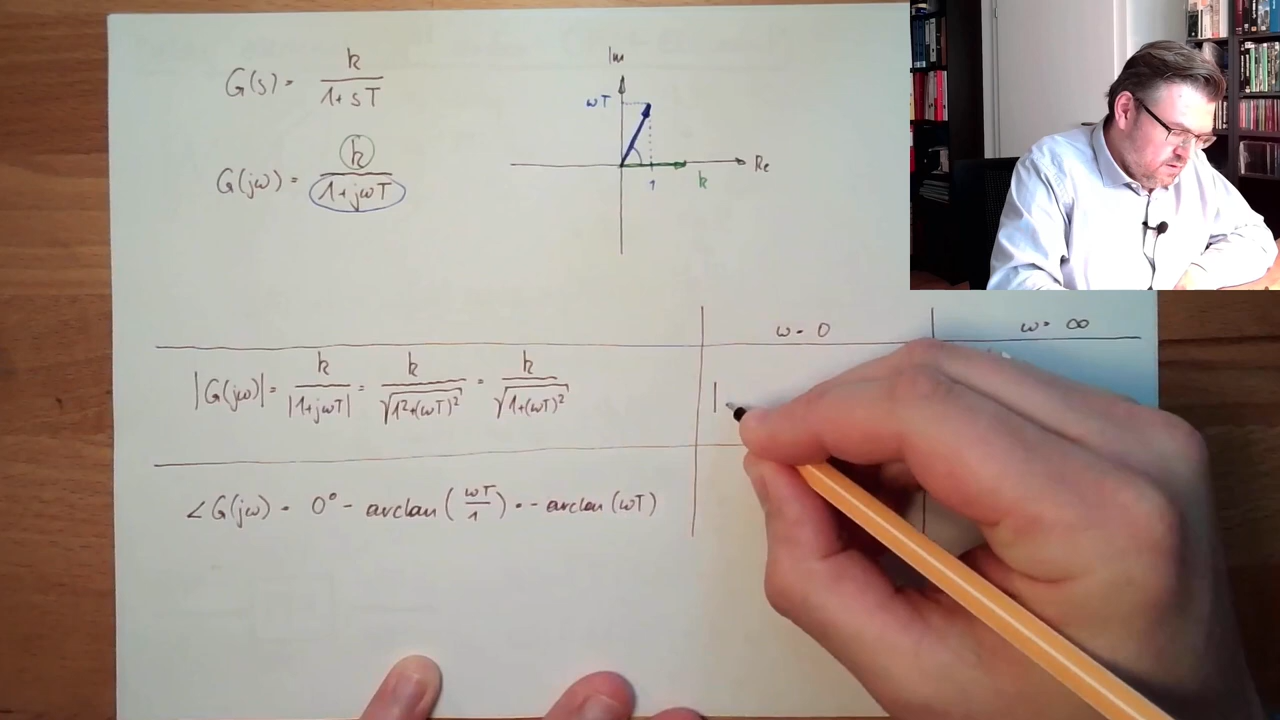 G(s) = k / (1 + sT)
G(jω) = k / (1 + jωT)
Im
ωT
Re
1
k
ω = 0
ω = ∞
|G(jω)| = k / |1+jωT| = k / √(1²+(ωT)²) = k / √(1+(ωT)²)
|
∠G(jω) = 0° - arctan(ωT / 1) = - arctan(ωT)